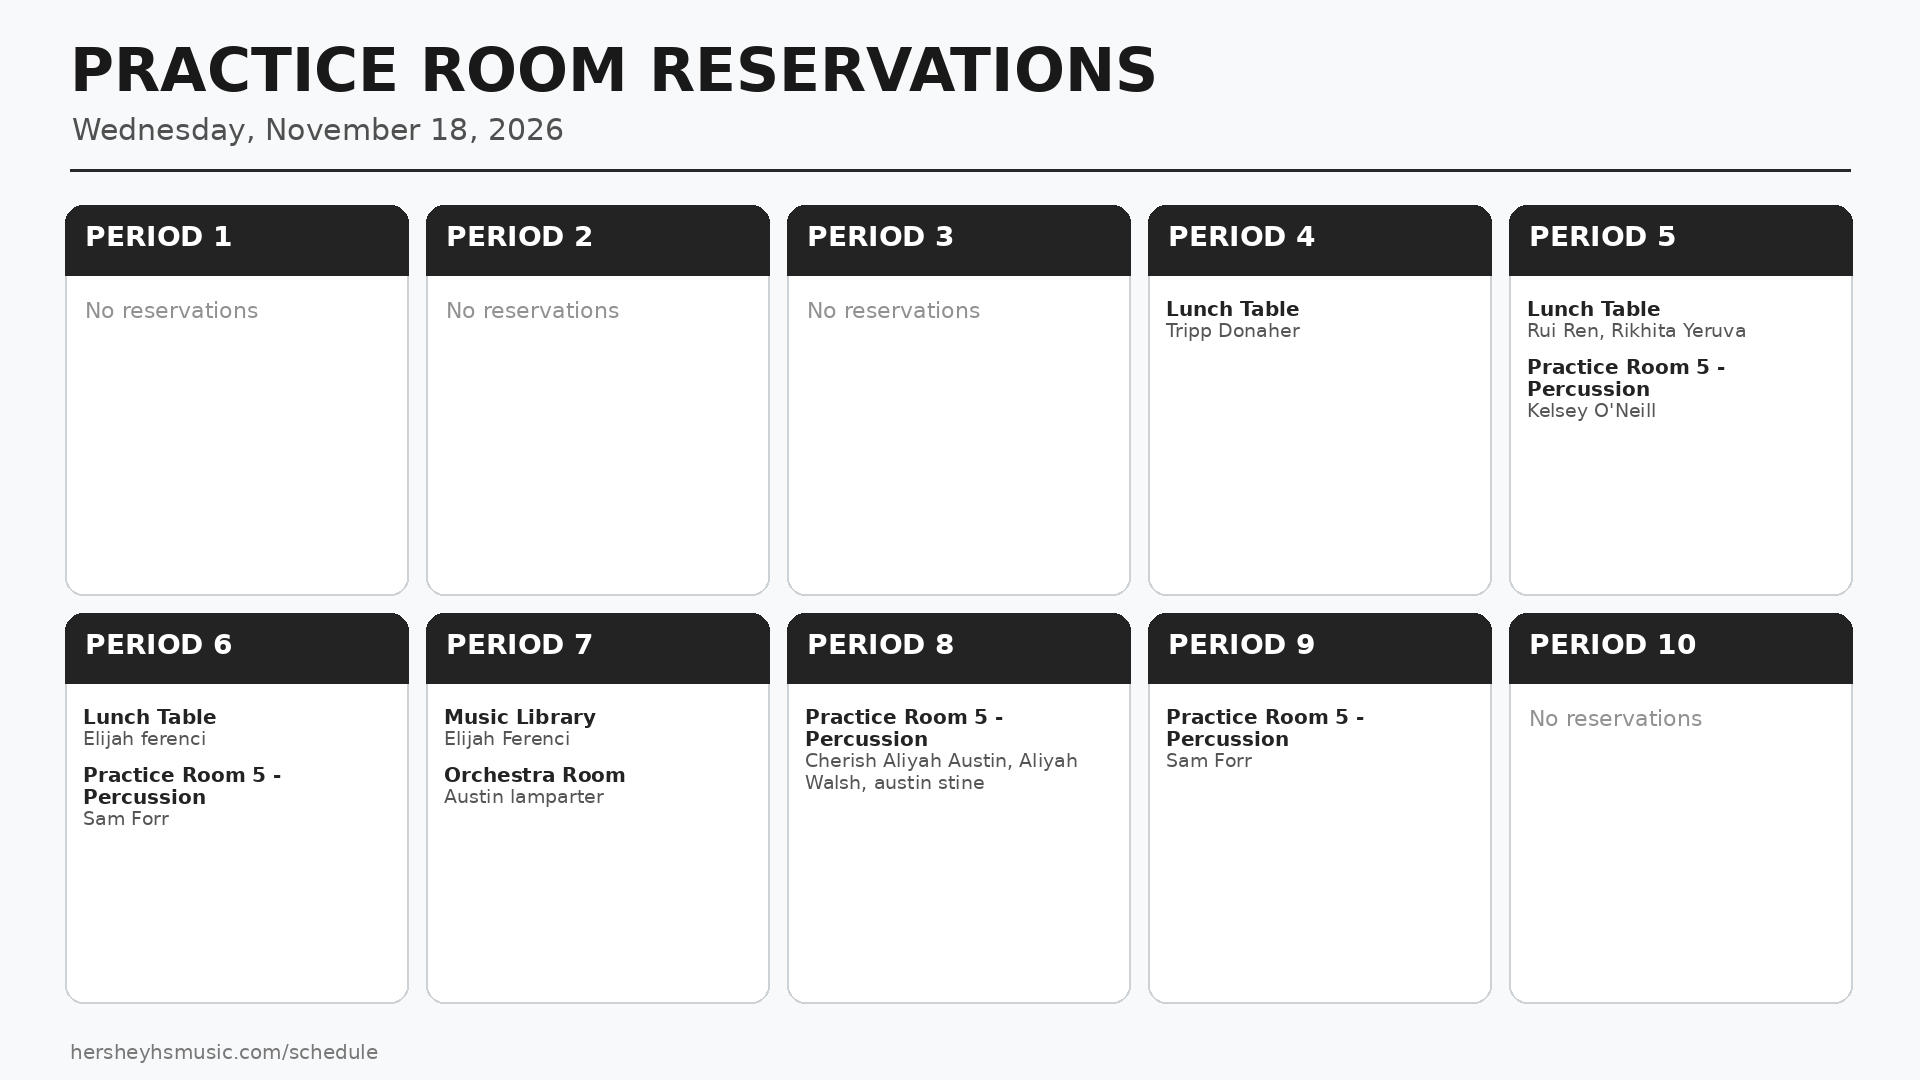 PRACTICE ROOM RESERVATIONS
Wednesday, November 18, 2026
PERIOD 1
No reservations
PERIOD 2
No reservations
PERIOD 3
No reservations
PERIOD 4
Lunch Table
Tripp Donaher
PERIOD 5
Lunch Table
Rui Ren, Rikhita Yeruva
Practice Room 5 -
Percussion
Kelsey O'Neill
PERIOD 6
Lunch Table
Elijah ferenci
Practice Room 5 -
Percussion
Sam Forr
PERIOD 7
Music Library
Elijah Ferenci
Orchestra Room
Austin lamparter
PERIOD 8
Practice Room 5 -
Percussion
Cherish Aliyah Austin, Aliyah
Walsh, austin stine
PERIOD 9
Practice Room 5 -
Percussion
Sam Forr
PERIOD 10
No reservations
hersheyhsmusic.com/schedule